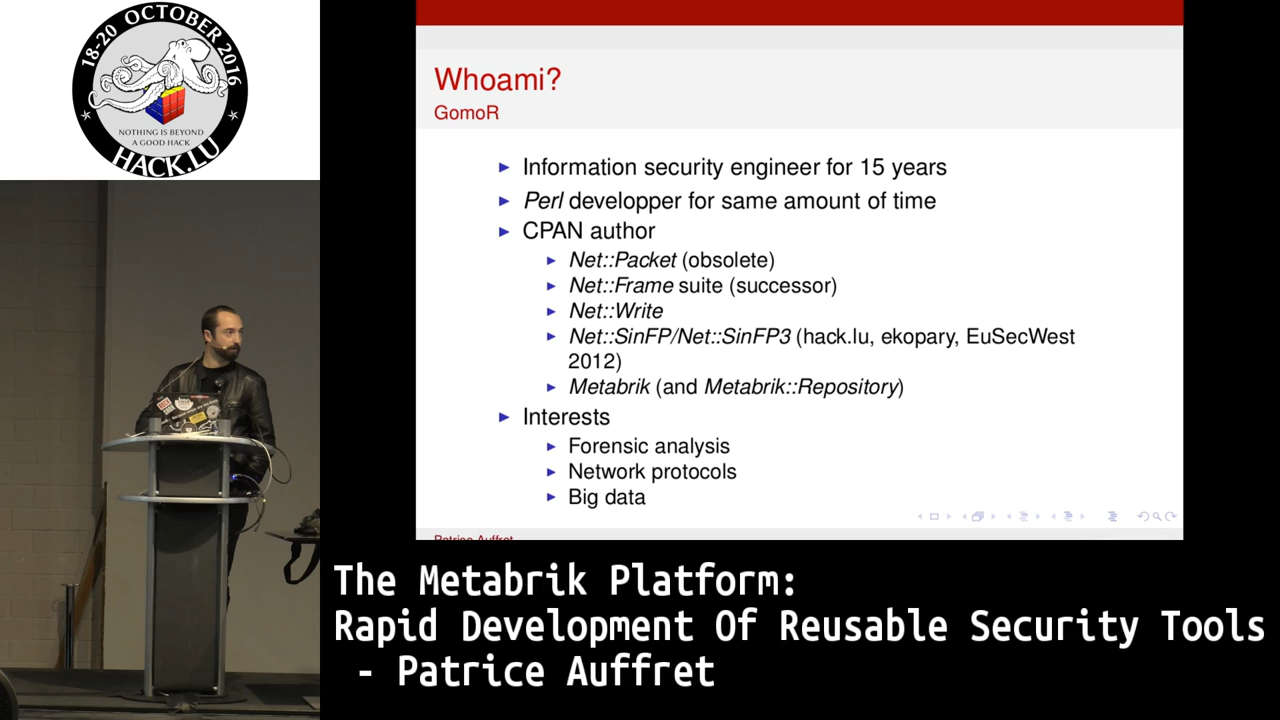 18-20 OCTOBER 2016
NOTHING IS BEYOND
A GOOD HACK
HACK.LU
Whoami?
GomoR
Information security engineer for 15 years
Perl developper for same amount of time
CPAN author
Net::Packet (obsolete)
Net::Frame suite (successor)
Net::Write
Net::SinFP/Net::SinFP3 (hack.lu, ekopary, EuSecWest
2012)
Metabrik (and Metabrik::Repository)
Interests
Forensic analysis
Network protocols
Big data
Patrice Auffret
The Metabrik Platform:
Rapid Development Of Reusable Security Tools
- Patrice Auffret